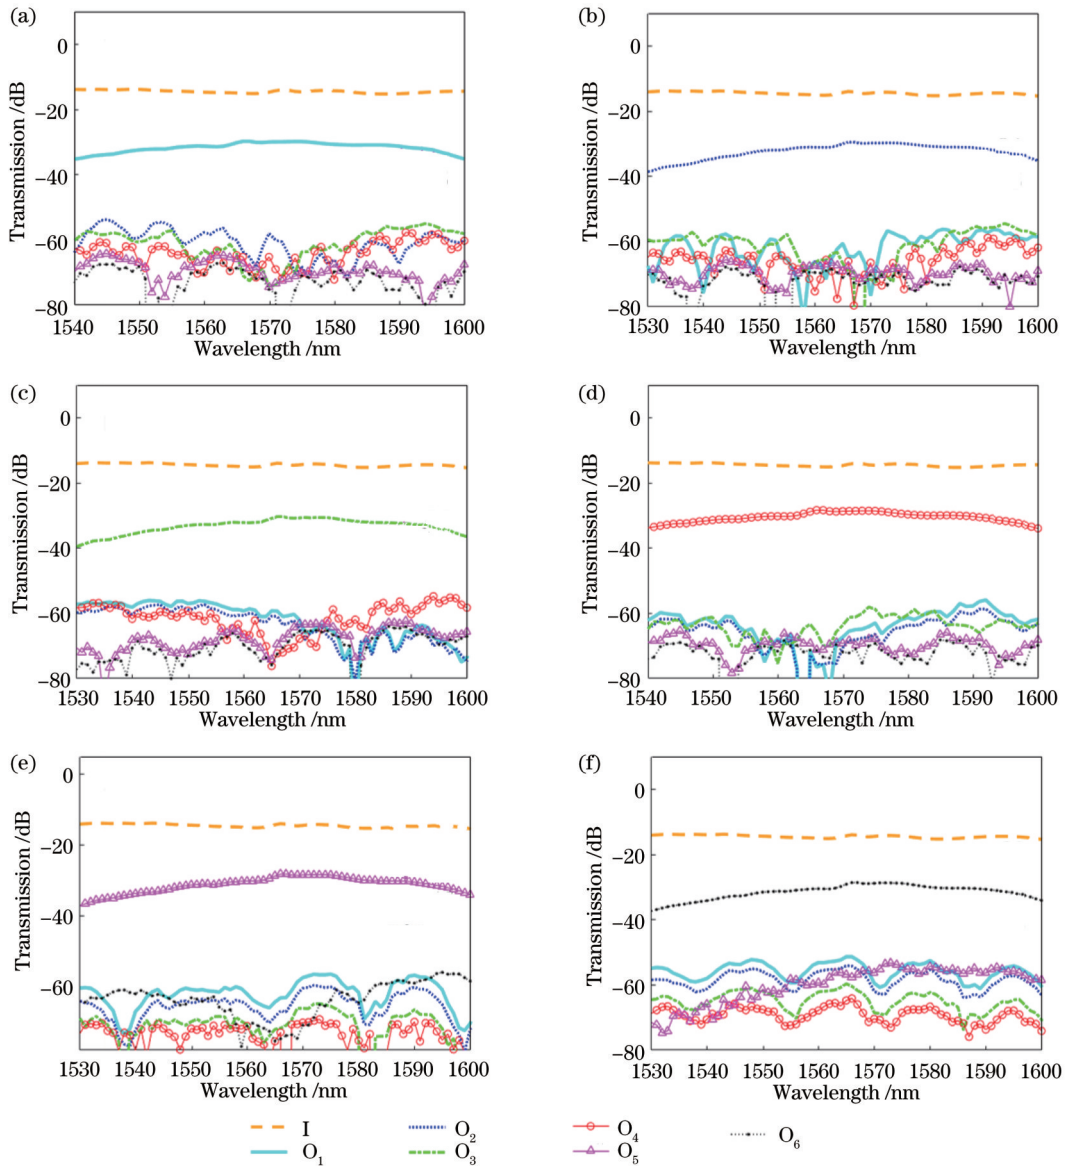 (a)
Transmission /dB
0
−20
−40
−60
−80
1540 1550 1560 1570 1580 1590 1600
Wavelength /nm
(b)
Transmission /dB
0
−20
−40
−60
−80
1530 1540 1550 1560 1570 1580 1590 1600
Wavelength /nm
(c)
Transmission /dB
0
−20
−40
−60
−80
1530 1540 1550 1560 1570 1580 1590 1600
Wavelength /nm
(d)
Transmission /dB
0
−20
−40
−60
−80
1540 1550 1560 1570 1580 1590 1600
Wavelength /nm
(e)
Transmission /dB
0
−20
−40
−60
1530 1540 1550 1560 1570 1580 1590 1600
Wavelength /nm
(f)
Transmission /dB
0
−20
−40
−60
−80
1530 1540 1550 1560 1570 1580 1590 1600
Wavelength /nm
I O₂ O₄ O₆
O₁ O₃ O₅